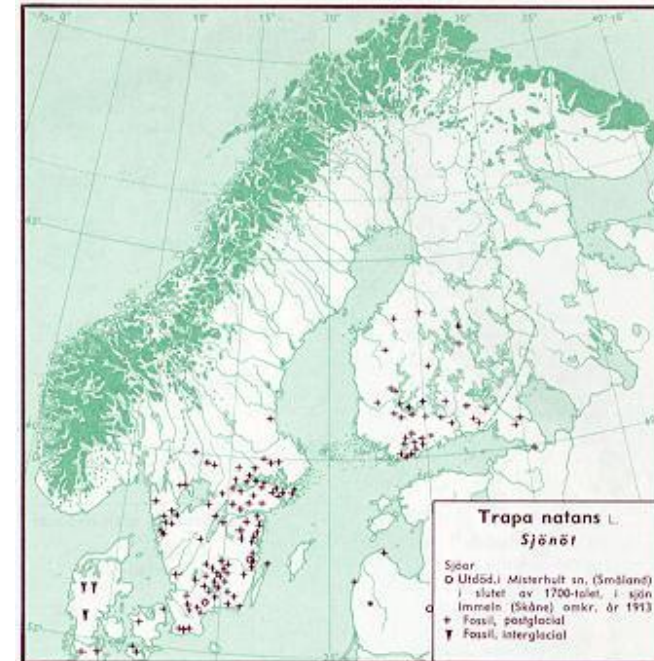 Trapa natans L.
Sjönöt
Sjöar
Utdöd i Misterhult sn, (Småland)
i slutet av 1700-talet, i sjön
Immeln (Skåne) omkr. år 1913
Fossil, postglacial
Fossil, interglacial